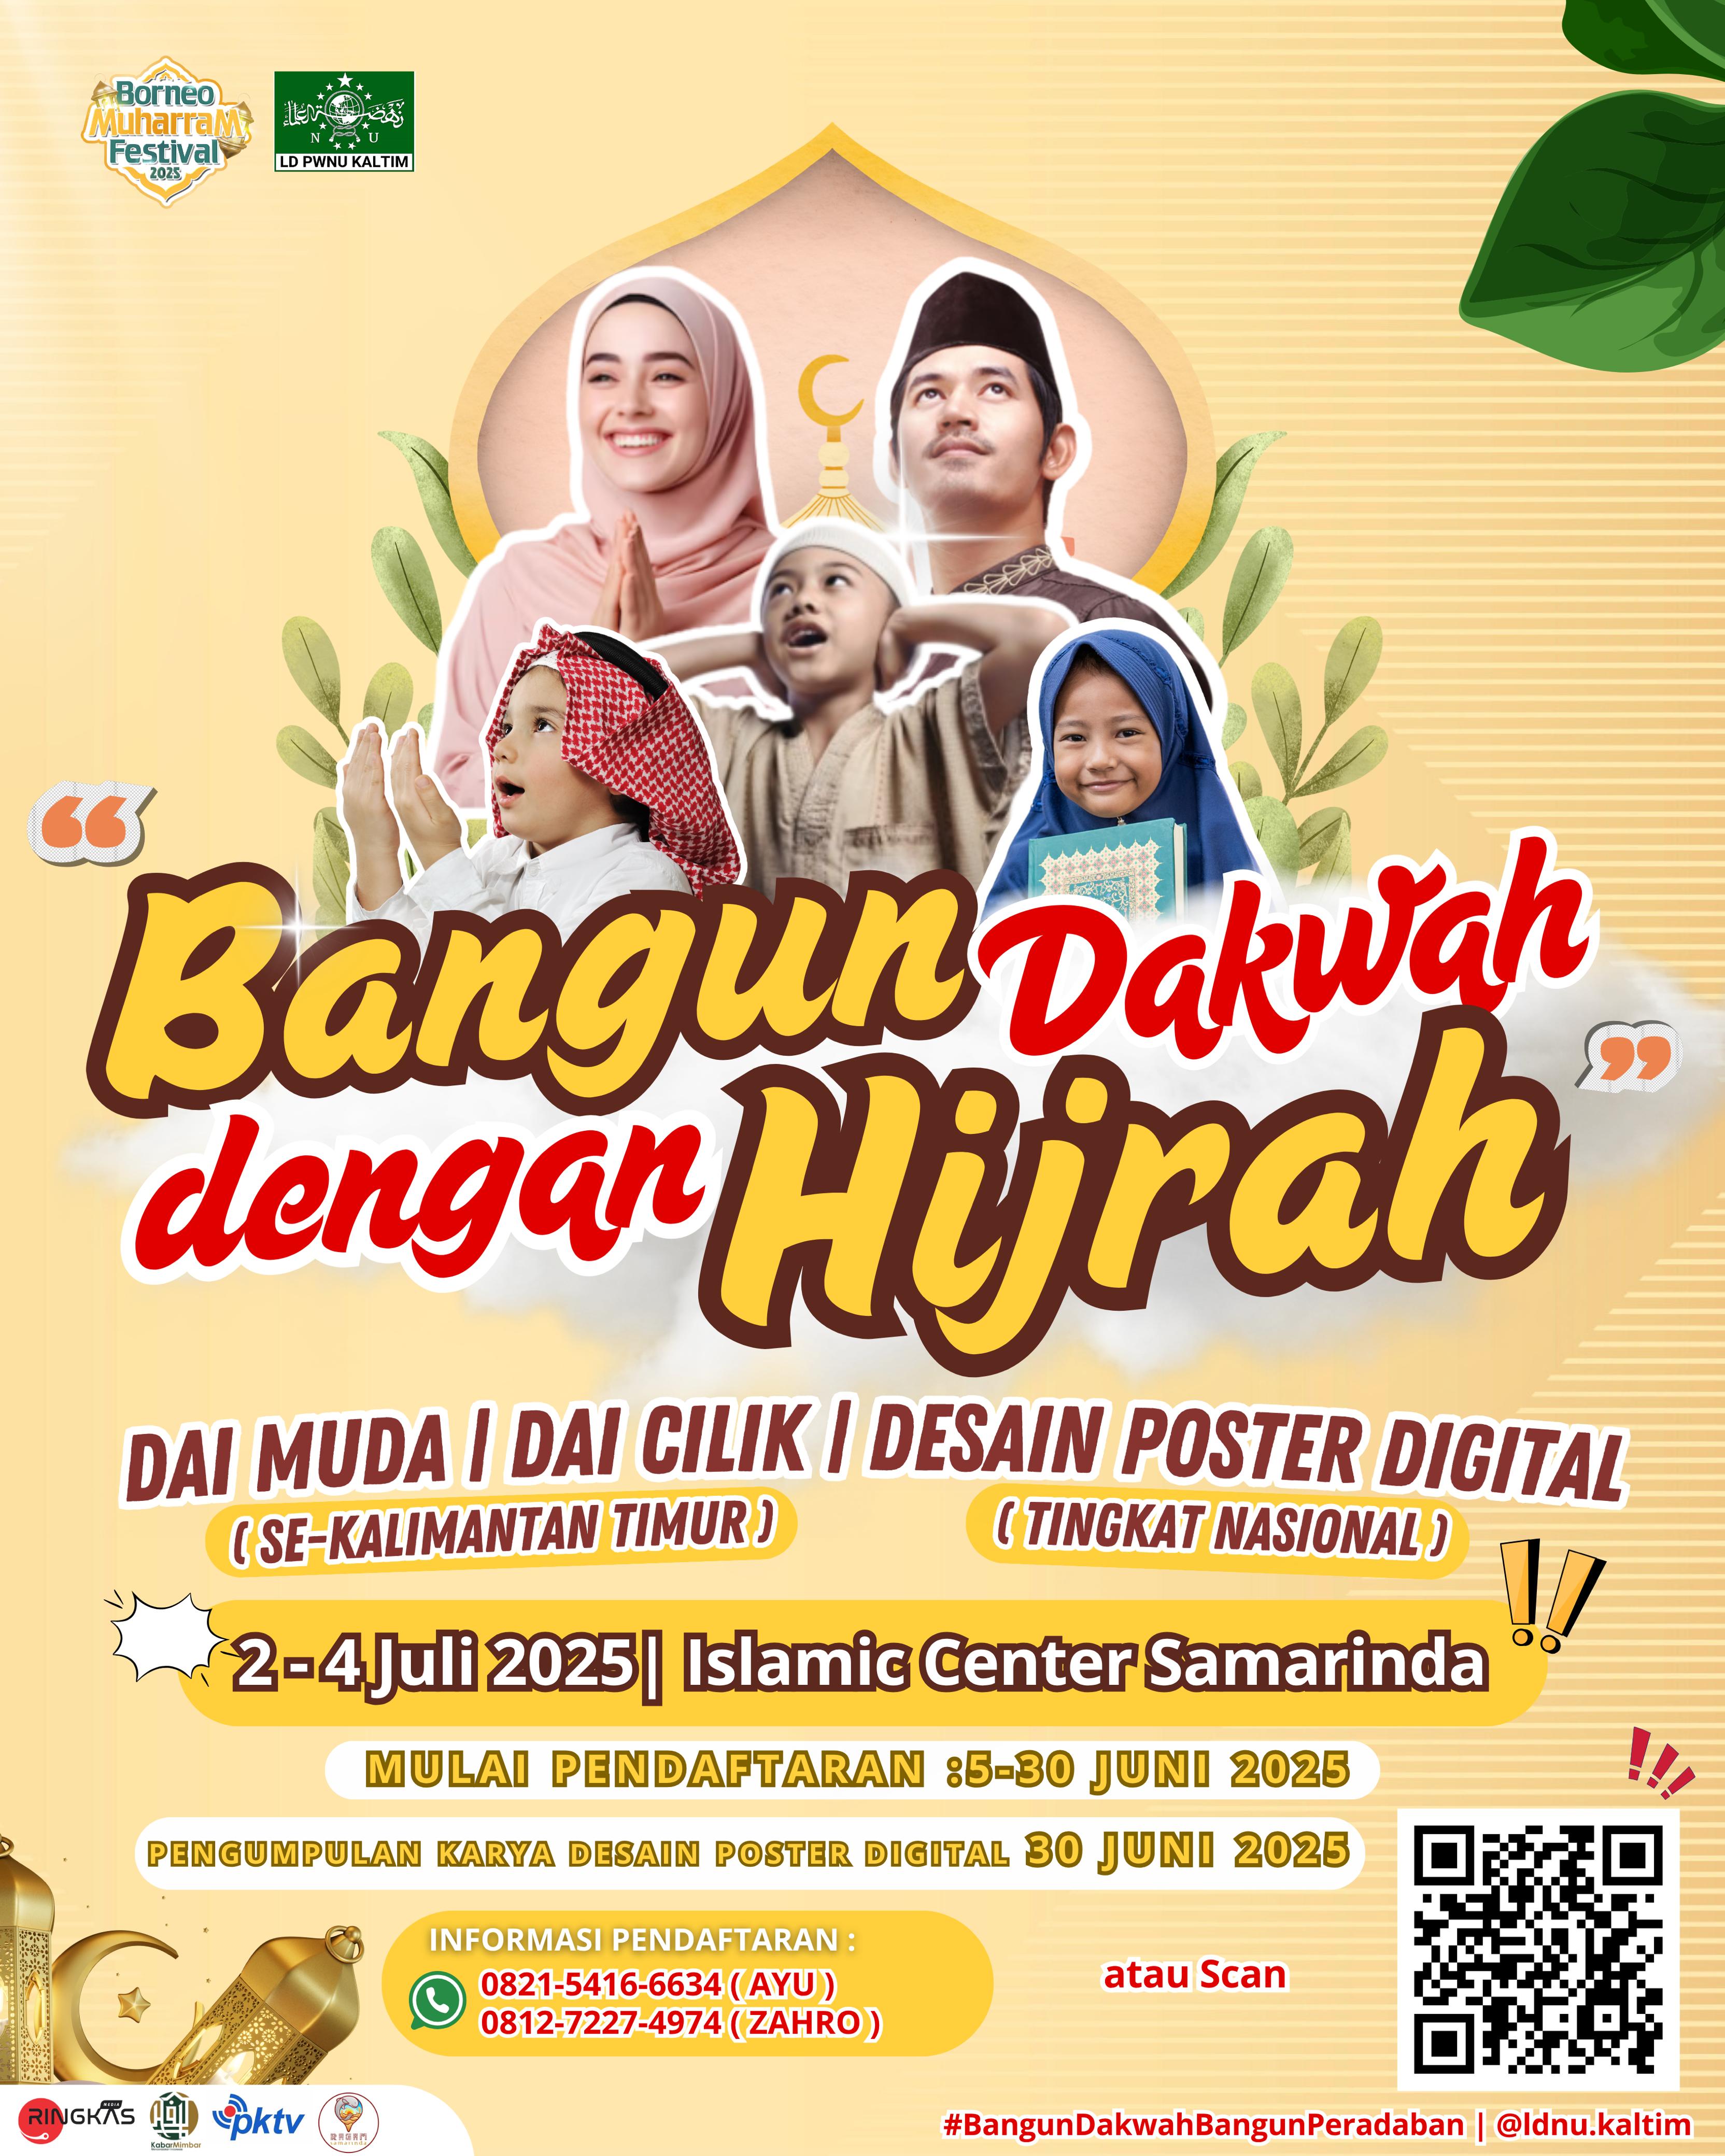 Borneo
Muharram
Festival
2025
نهضة العلماء
N U
LD PWNU KALTIM
“Bangun Dakwah
dengan Hijrah”
DAI MUDA | DAI CILIK | DESAIN POSTER DIGITAL
( SE-KALIMANTAN TIMUR )
( TINGKAT NASIONAL )
2 - 4 Juli 2025| Islamic Center Samarinda
MULAI PENDAFTARAN :5-30 JUNI 2025
PENGUMPULAN KARYA DESAIN POSTER DIGITAL 30 JUNI 2025
INFORMASI PENDAFTARAN :
0821-5416-6634 ( AYU )
0812-7227-4974 ( ZAHRO )
atau Scan
MEDIA
RINGKAS
KabarMimbar
pktv
samarinda
#BangunDakwahBangunPeradaban | @ldnu.kaltim